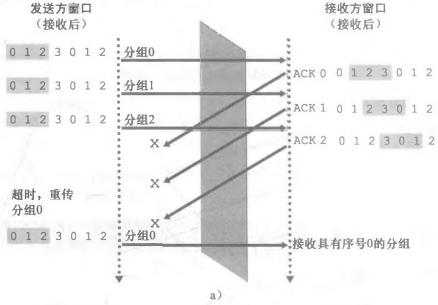 发送方窗口
(接收后)
接收方窗口
(接收后)
0 1 2 3 0 1 2
分组0
ACK 0 0 1 2 3 0 1 2
0 1 2 3 0 1 2
分组1
ACK 1 0 1 2 3 0 1 2
0 1 2 3 0 1 2
分组2
ACK 2 0 1 2 3 0 1 2
X
X
X
超时，重传
分组0
0 1 2 3 0 1 2
分组0
接收具有序号0的分组
a)